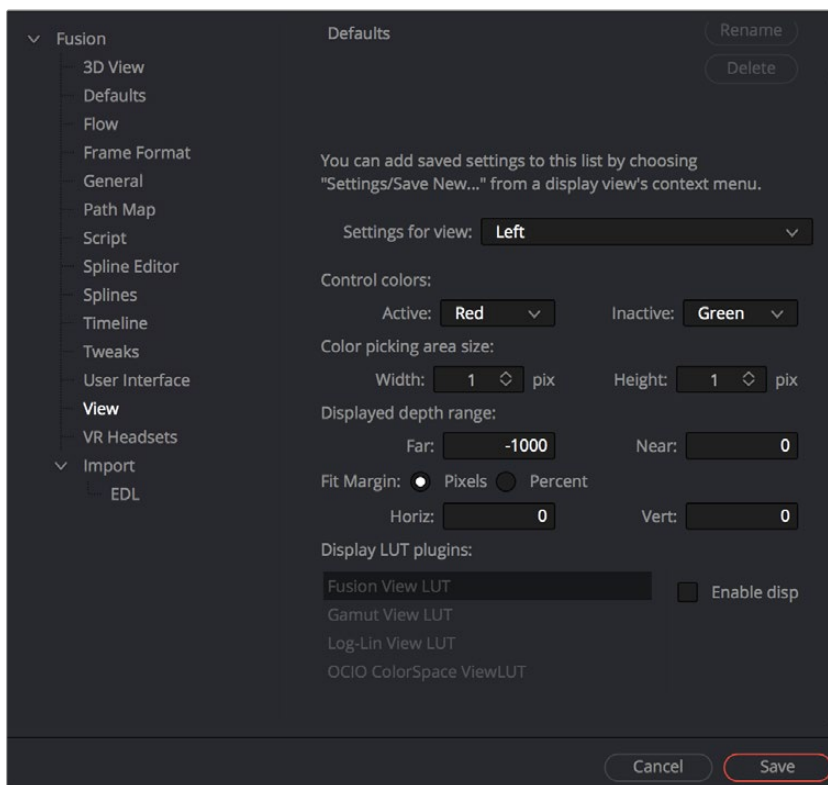 Fusion
3D View
Defaults
Flow
Frame Format
General
Path Map
Script
Spline Editor
Splines
Timeline
Tweaks
User Interface
View
VR Headsets
Import
EDL
Defaults
Rename
Delete
You can add saved settings to this list by choosing
"Settings/Save New..." from a display view's context menu.
Settings for view: Left
Control colors:
Active: Red Inactive: Green
Color picking area size:
Width: 1 pix Height: 1 pix
Displayed depth range:
Far: -1000 Near: 0
Fit Margin: Pixels Percent
Horiz: 0 Vert: 0
Display LUT plugins:
Fusion View LUT
Enable disp
Gamut View LUT
Log-Lin View LUT
OCIO ColorSpace ViewLUT
Cancel Save